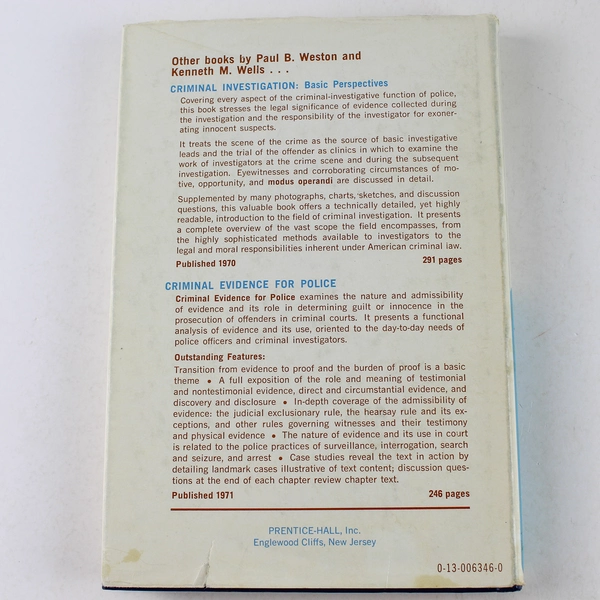 Other books by Paul B. Weston and
Kenneth M. Wells . . .
CRIMINAL INVESTIGATION: Basic Perspectives
Covering every aspect of the criminal-investigative function of police,
this book stresses the legal significance of evidence collected during
the investigation and the responsibility of the investigator for exoner-
ating innocent suspects.
It treats the scene of the crime as the source of basic investigative
leads and the trial of the offender as clinics in which to examine the
work of investigators at the crime scene and during the subsequent
investigation. Eyewitnesses and corroborating circumstances of mo-
tive, opportunity, and modus operandi are discussed in detail.
Supplemented by many photographs, charts, sketches, and discussion
questions, this valuable book offers a technically detailed, yet highly
readable, introduction to the field of criminal investigation. It presents
a complete overview of the vast scope the field encompasses, from
the highly sophisticated methods available to investigators to the
legal and moral responsibilities inherent under American criminal law.
Published 1970 291 pages
CRIMINAL EVIDENCE FOR POLICE
Criminal Evidence for Police examines the nature and admissibility
of evidence and its role in determining guilt or innocence in the
prosecution of offenders in criminal courts. It presents a functional
analysis of evidence and its use, oriented to the day-to-day needs of
police officers and criminal investigators.
Outstanding Features:
Transition from evidence to proof and the burden of proof is a basic
theme • A full exposition of the role and meaning of testimonial
and nontestimonial evidence, direct and circumstantial evidence, and
discovery and disclosure • In-depth coverage of the admissibility of
evidence: the judicial exclusionary rule, the hearsay rule and its ex-
ceptions, and other rules governing witnesses and their testimony
and physical evidence • The nature of evidence and its use in court
is related to the police practices of surveillance, interrogation, search
and seizure, and arrest • Case studies reveal the text in action by
detailing landmark cases illustrative of text content; discussion ques-
tions at the end of each chapter review chapter text.
Published 1971 246 pages
PRENTICE-HALL, Inc.
Englewood Cliffs, New Jersey
0-13-006346-0